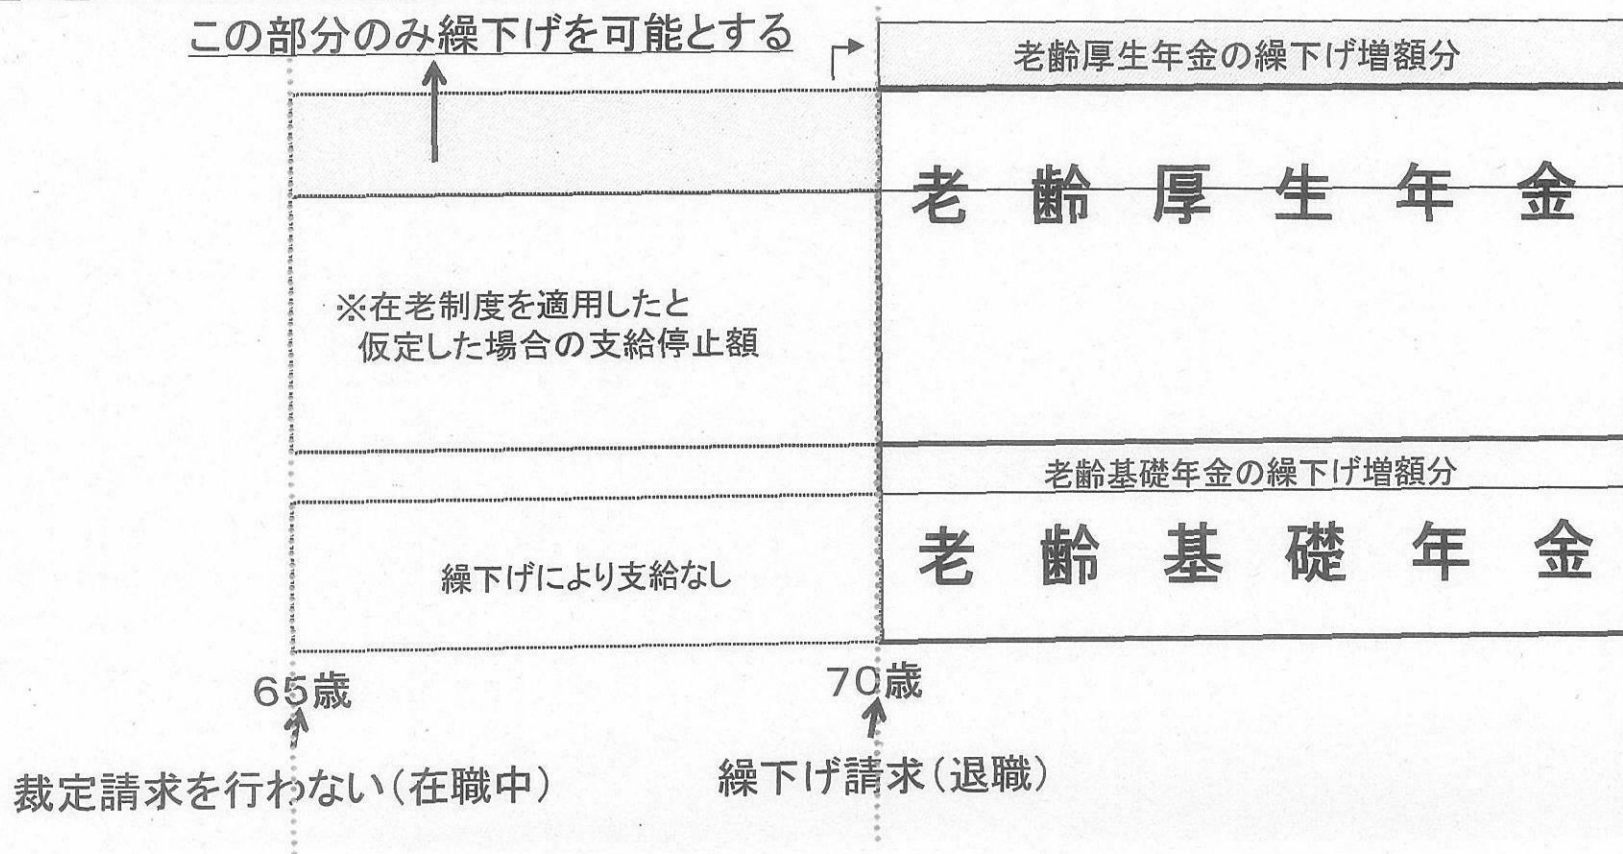 この部分のみ繰下げを可能とする
老齢厚生年金の繰下げ増額分
老齢厚生年金
※在老制度を適用したと
仮定した場合の支給停止額
老齢基礎年金の繰下げ増額分
老齢基礎年金
繰下げにより支給なし
65歳
70歳
裁定請求を行わない(在職中)
繰下げ請求(退職)